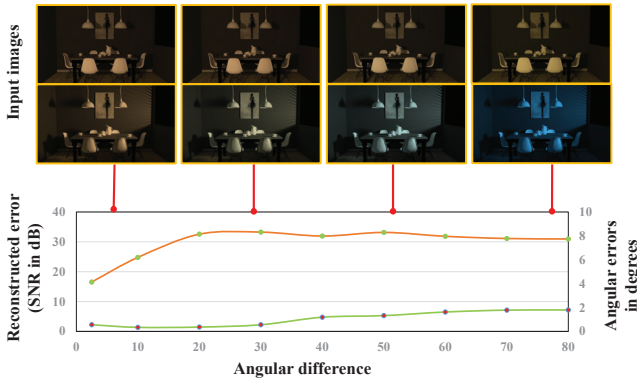 Input images
Reconstructed error
(SNR in dB)
40
30
20
10
0
10
8
6
4
2
0
Angular errors
in degrees
0 10 20 30 40 50 60 70 80
Angular difference